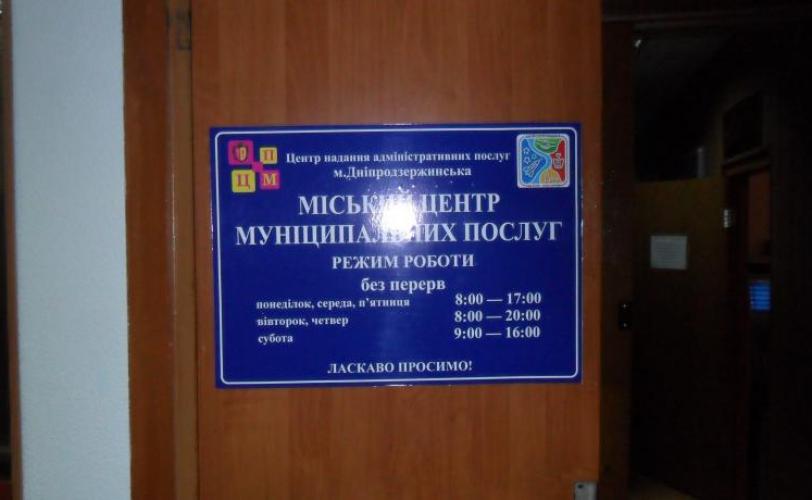 Центр надання адміністративних послуг
м.Дніпродзержинська
МІСЬКИЙ ЦЕНТР
МУНІЦИПАЛЬНИХ ПОСЛУГ
РЕЖИМ РОБОТИ
без перерв
понеділок, середа, п'ятниця 8:00 — 17:00
вівторок, четвер 8:00 — 20:00
субота 9:00 — 16:00
ЛАСКАВО ПРОСИМО!
П
Ц М